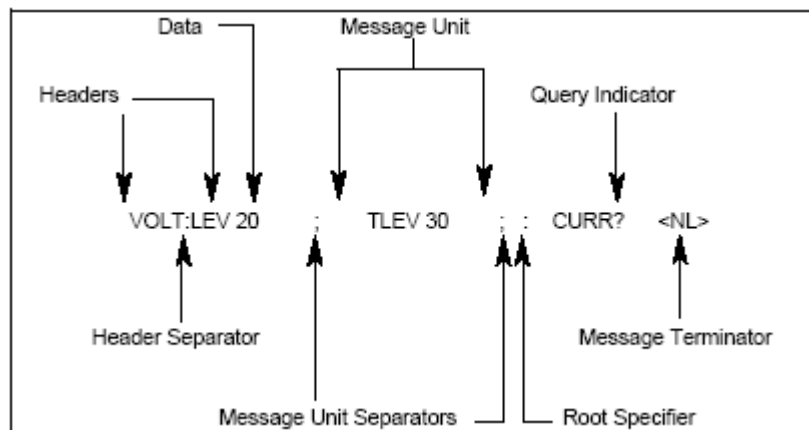 Data Message Unit
Headers Query Indicator
VOLT:LEV 20 ; TLEV 30 ; : CURR? <NL>
Header Separator Message Terminator
Message Unit Separators Root Specifier